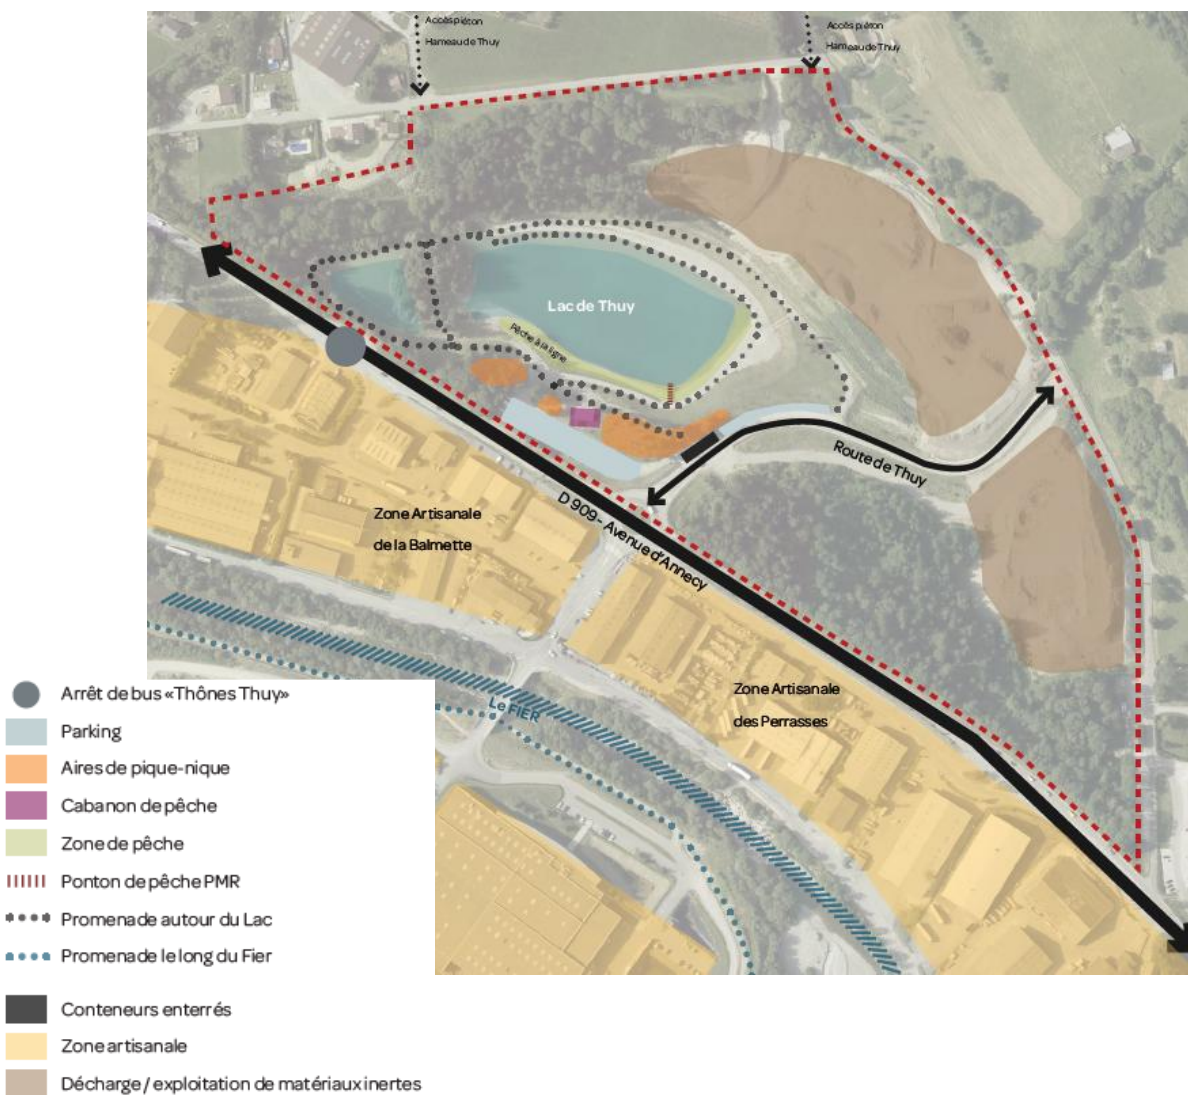 Accès piéton
Hameau de Thuy
Accès piéton
Hameau de Thuy
Lac de Thuy
Pêche à la ligne
Route de Thuy
D 909 - Avenue d'Annecy
Zone Artisanale
de la Balmette
Zone Artisanale
des Perrasses
Le FIER
Arrêt de bus «Thônes Thuy»
Parking
Aires de pique-nique
Cabanon de pêche
Zone de pêche
Ponton de pêche PMR
Promenade autour du Lac
Promenade le long du Fier
Conteneurs enterrés
Zone artisanale
Décharge / exploitation de matériaux inertes